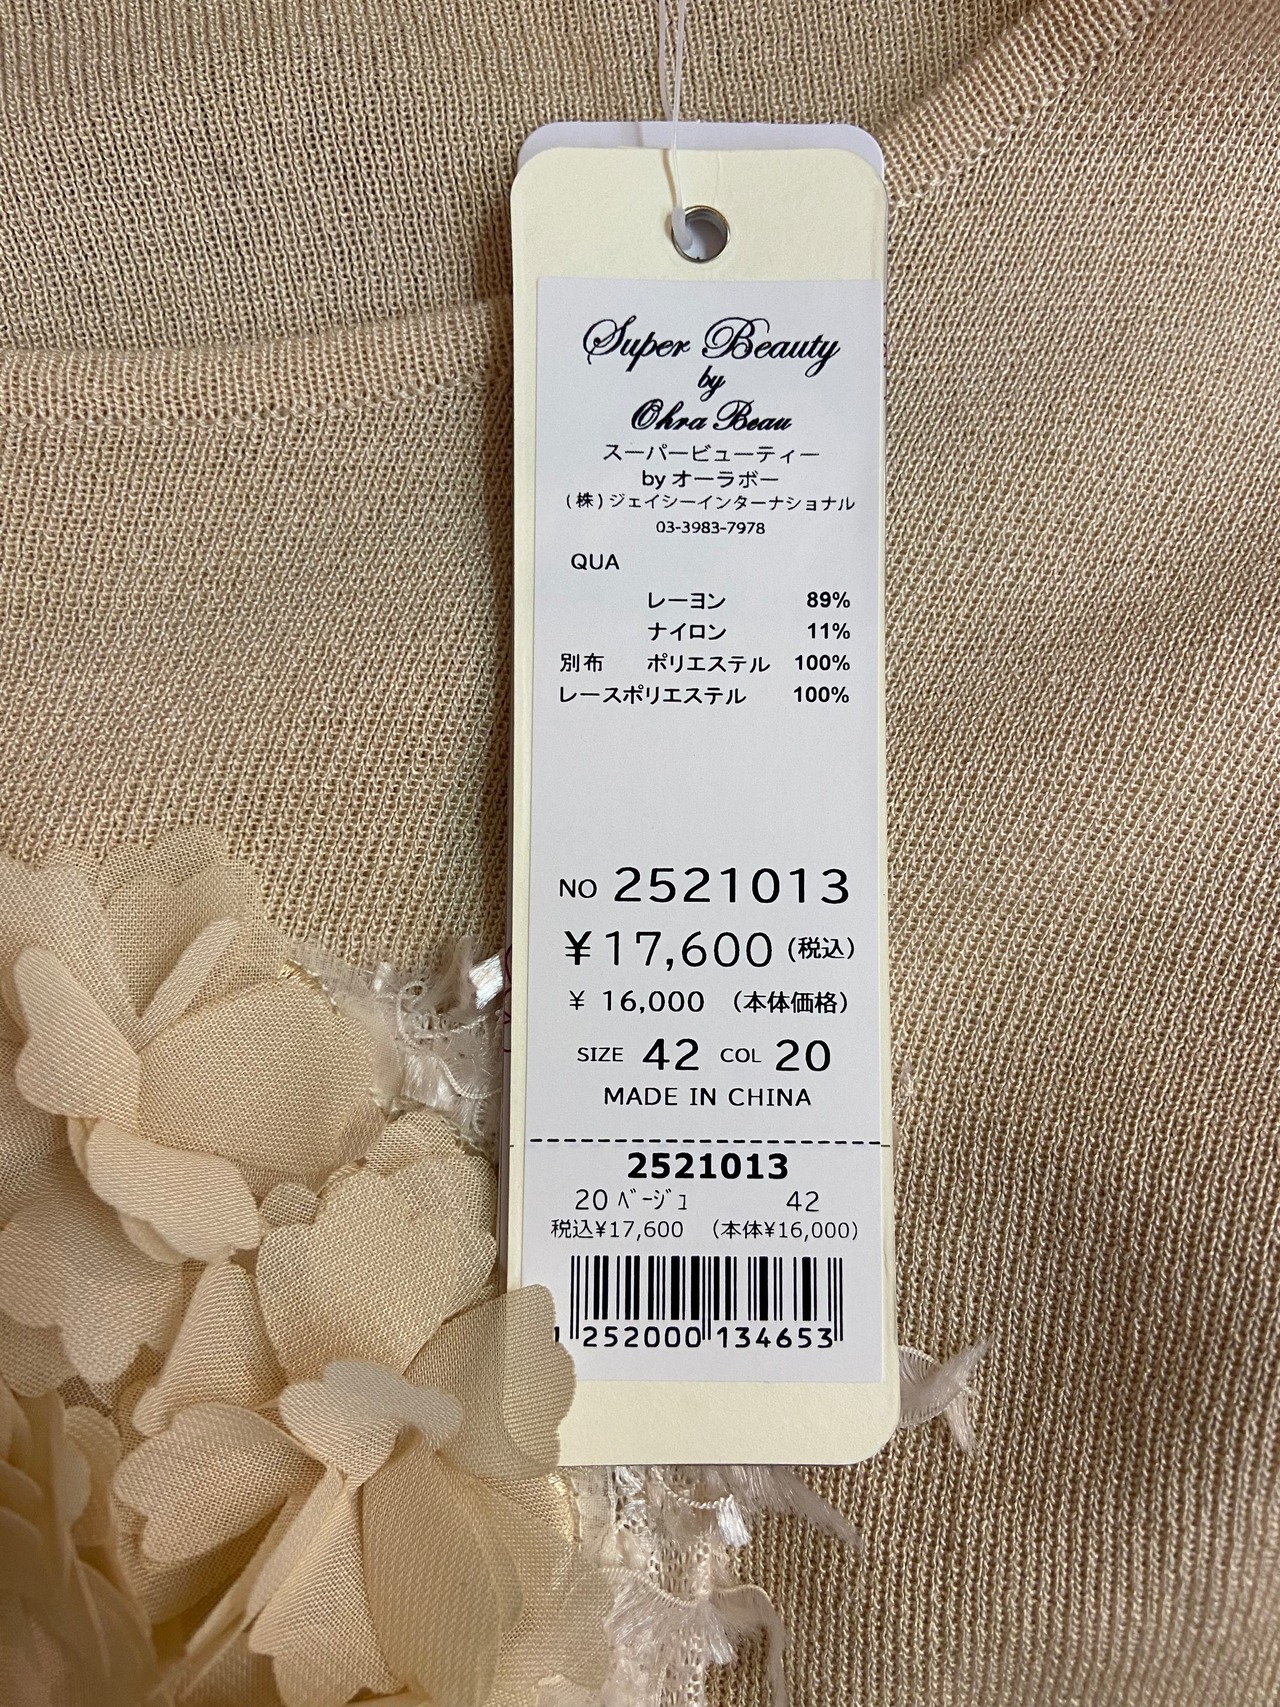 Super Beauty
by
Ohra Beau
スーパービューティー
by オーラボー
(株)ジェイシーインターナショナル
03-3983-7978
QUA
レーヨン 89%
ナイロン 11%
別布 ポリエステル 100%
レースポリエステル 100%
NO 2521013
¥17,600 (税込)
¥ 16,000 (本体価格)
SIZE 42 COL 20
MADE IN CHINA
2521013
20 ﾍﾞｰｼﾞｭ 42
税込¥17,600 (本体¥16,000)
252000 134653